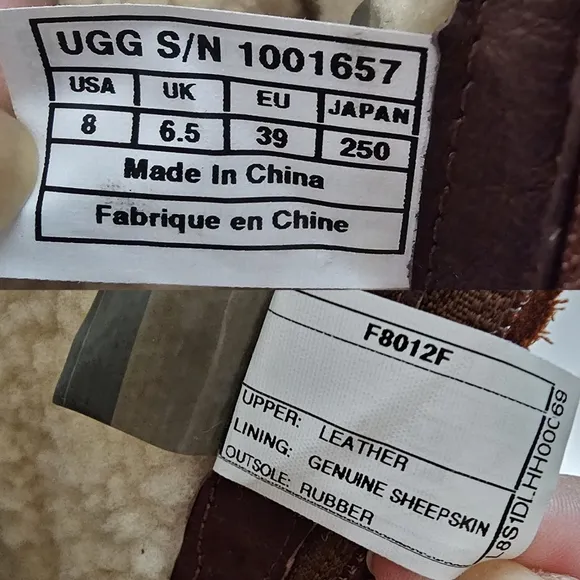 UGG S/N 1001657
USA UK EU JAPAN
8 6.5 39 250
Made In China
Fabrique en Chine
F8012F
UPPER: LEATHER
LINING: GENUINE SHEEPSKIN
OUTSOLE: RUBBER